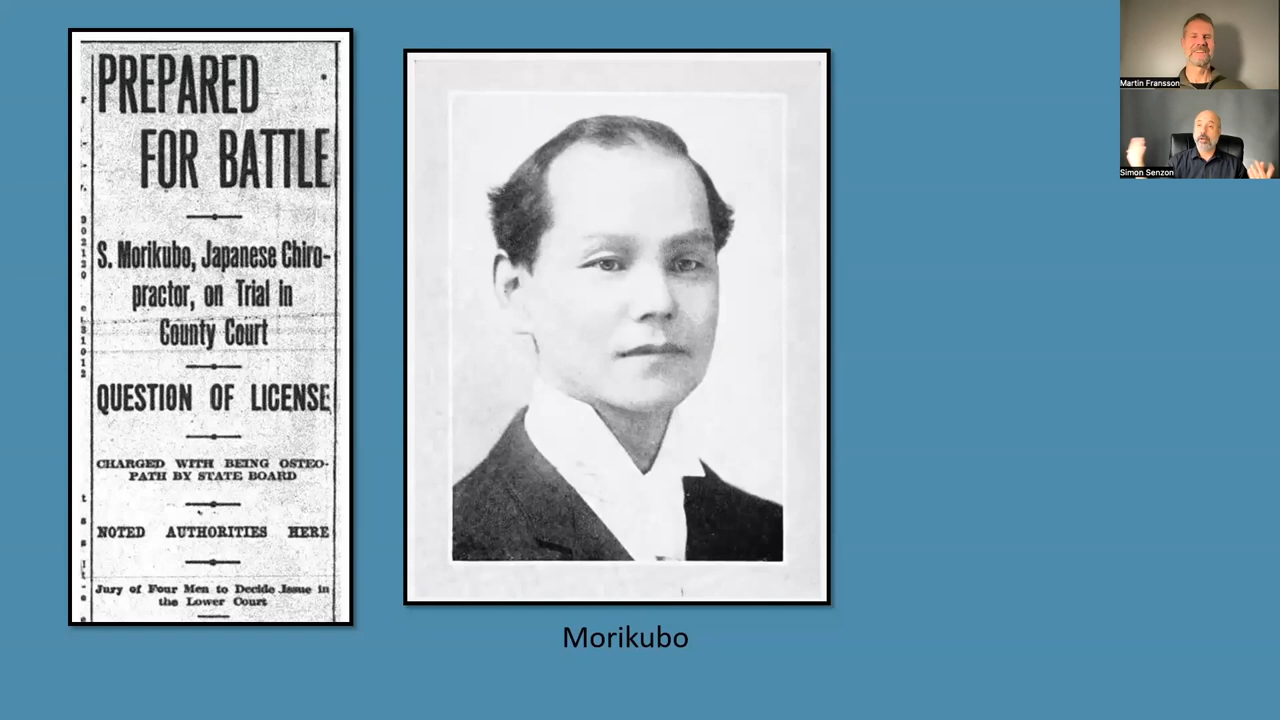 PREPARED
FOR BATTLE
S. Morikubo, Japanese Chiro-
practor, on Trial in
County Court
QUESTION OF LICENSE
CHARGED WITH BEING OSTEO-
PATH BY STATE BOARD
NOTED AUTHORITIES HERE
Jury of Four Men to Decide Issue in
the Lower Court
Morikubo
Martin Fransson
Simon Senzon